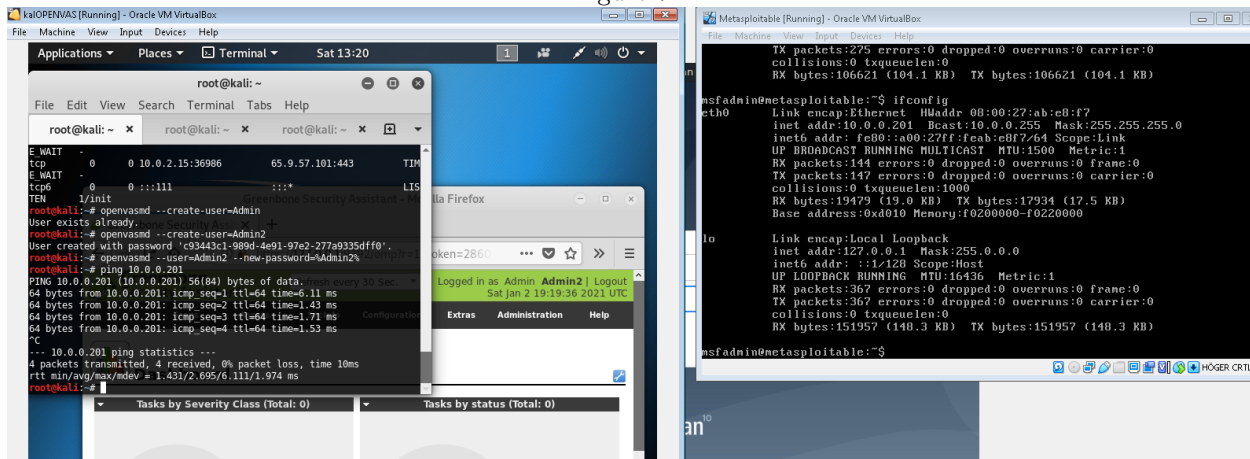 kalOPENVAS [Running] - Oracle VM VirtualBox
File Machine View Input Devices Help
Applications Places Terminal Sat 13:20 1
root@kali: ~
File Edit View Search Terminal Tabs Help
root@kali: ~ root@kali: ~ root@kali: ~
E_WAIT -
tcp 0 0 10.0.2.15:36986 65.9.57.101:443 TIM
E_WAIT -
tcp6 0 0 :::111 :::* LIS
TEN 1/init
root@kali:~# openvasmd --create-user=Admin
User exists already.
root@kali:~# openvasmd --create-user=Admin2
User created with password 'c93443c1-989d-4e91-97e2-277a9335dff0'.
root@kali:~# openvasmd --user=Admin2 --new-password=%Admin2%
root@kali:~# ping 10.0.0.201
PING 10.0.0.201 (10.0.0.201) 56(84) bytes of data.
64 bytes from 10.0.0.201: icmp_seq=1 ttl=64 time=6.11 ms
64 bytes from 10.0.0.201: icmp_seq=2 ttl=64 time=1.43 ms
64 bytes from 10.0.0.201: icmp_seq=3 ttl=64 time=1.71 ms
64 bytes from 10.0.0.201: icmp_seq=4 ttl=64 time=1.53 ms
^C
--- 10.0.0.201 ping statistics ---
4 packets transmitted, 4 received, 0% packet loss, time 10ms
rtt min/avg/max/mdev = 1.431/2.695/6.111/1.974 ms
root@kali:~#
Greenbone Security Assistant - Mozilla Firefox
Logged in as Admin Admin2 | Logout
Sat Jan 2 19:19:36 2021 UTC
Configuration Extras Administration Help
Tasks by Severity Class (Total: 0) Tasks by status (Total: 0)
Metasploitable [Running] - Oracle VM VirtualBox
File Machine View Input Devices Help
TX packets:275 errors:0 dropped:0 overruns:0 carrier:0
collisions:0 txqueuelen:0
RX bytes:106621 (104.1 KB) TX bytes:106621 (104.1 KB)
msfadmin@metasploitable:~$ ifconfig
eth0 Link encap:Ethernet HWaddr 08:00:27:ab:e8:f7
inet addr:10.0.0.201 Bcast:10.0.0.255 Mask:255.255.255.0
inet6 addr: fe80::a00:27ff:feab:e8f7/64 Scope:Link
UP BROADCAST RUNNING MULTICAST MTU:1500 Metric:1
RX packets:144 errors:0 dropped:0 overruns:0 frame:0
TX packets:147 errors:0 dropped:0 overruns:0 carrier:0
collisions:0 txqueuelen:1000
RX bytes:19479 (19.0 KB) TX bytes:17934 (17.5 KB)
Base address:0xd010 Memory:f0200000-f0220000
lo Link encap:Local Loopback
inet addr:127.0.0.1 Mask:255.0.0.0
inet6 addr: ::1/128 Scope:Host
UP LOOPBACK RUNNING MTU:16436 Metric:1
RX packets:367 errors:0 dropped:0 overruns:0 frame:0
TX packets:367 errors:0 dropped:0 overruns:0 carrier:0
collisions:0 txqueuelen:0
RX bytes:151957 (148.3 KB) TX bytes:151957 (148.3 KB)
msfadmin@metasploitable:~$
HÖGER CRTL
an 10